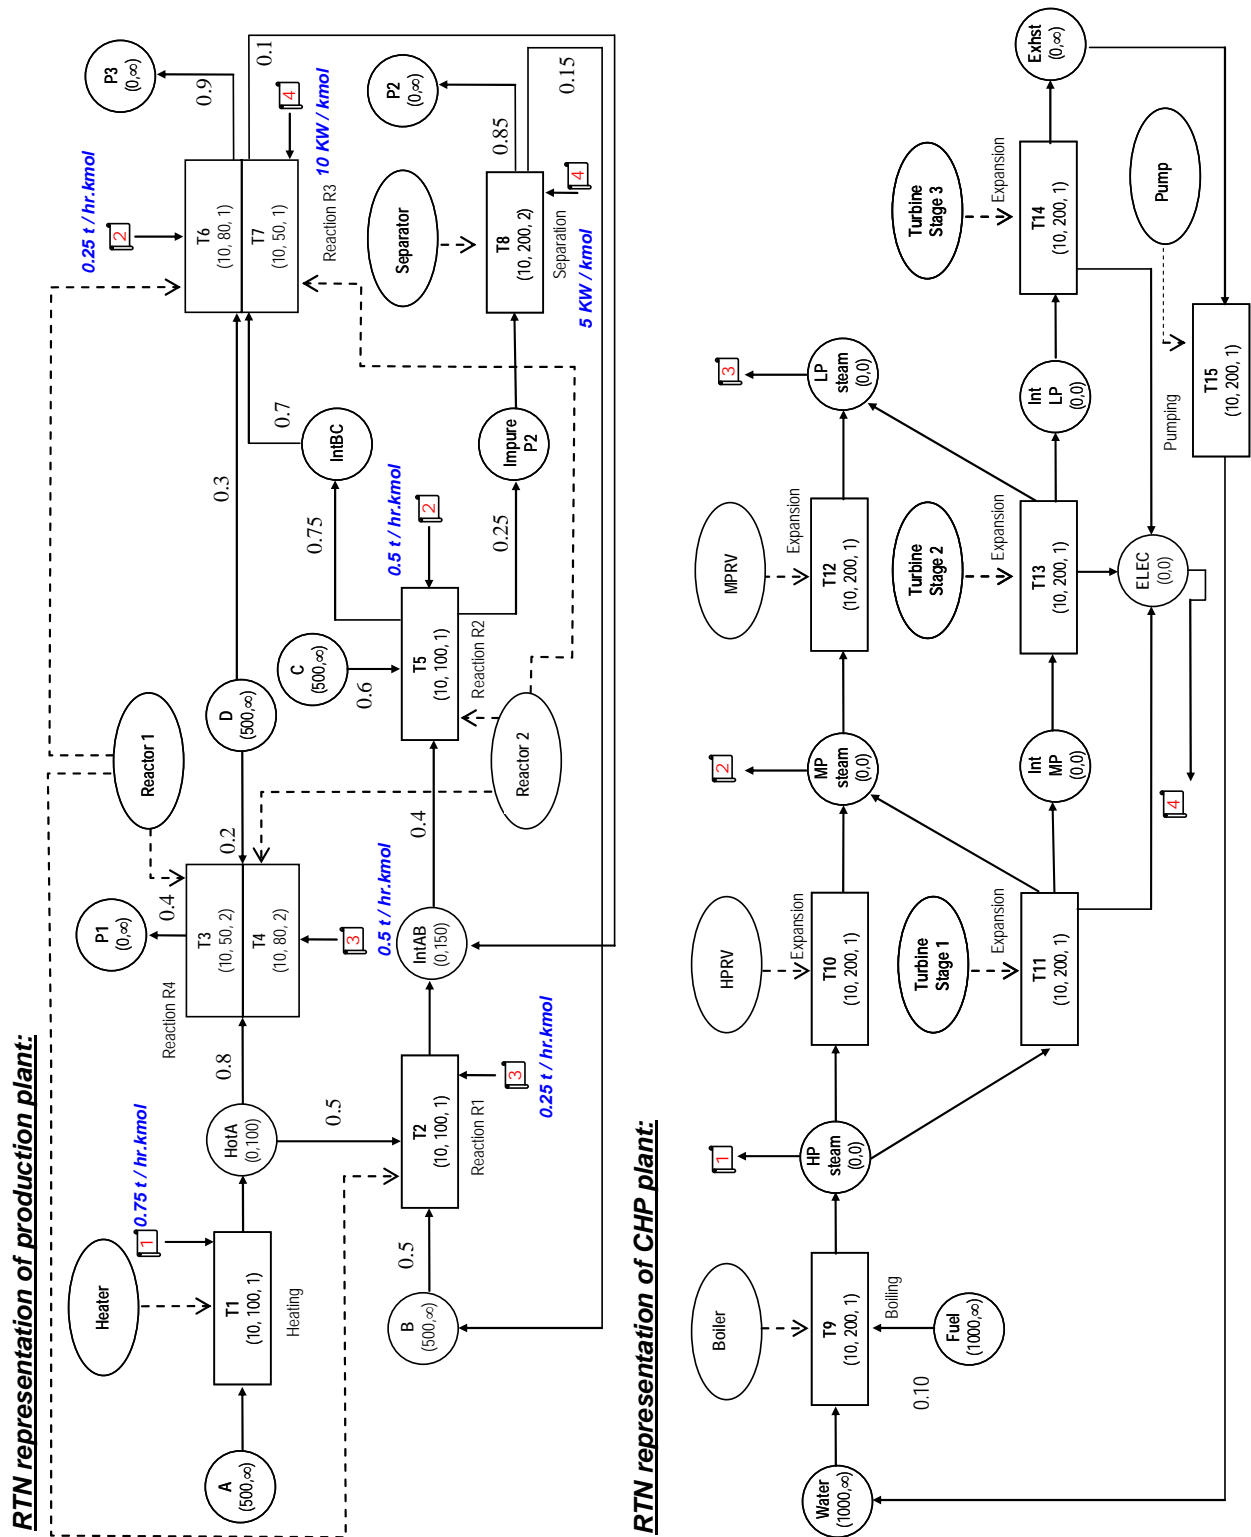 RTN representation of production plant:
A
(500,∞)
Heater
T1
(10, 100, 1)
Heating
1
0.75 t / hr.kmol
HotA
(0,100)
0.8
0.5
B
(500,∞)
0.5
T2
(10, 100, 1)
Reaction R1
3
0.25 t / hr.kmol
Reaction R4
T3
(10, 50, 2)
T4
(10, 80, 2)
P1
(0,∞)
0.4
0.2
3
0.5 t / hr.kmol
IntAB
(0,150)
0.4
Reactor 1
D
(500,∞)
Reactor 2
C
(500,∞)
0.6
T5
(10, 100, 1)
Reaction R2
0.3
0.75
0.5 t / hr.kmol
2
0.25
IntBC
0.7
Impure
P2
0.25 t / hr.kmol
2
T6
(10, 80, 1)
T7
(10, 50, 1)
Reaction R3
10 KW / kmol
4
P3
(0,∞)
0.9
0.1
Separator
T8
(10, 200, 2)
Separation
5 KW / kmol
4
P2
(0,∞)
0.85
0.15
RTN representation of CHP plant:
Water
(1000,∞)
Boiler
T9
(10, 200, 1)
Boiling
Fuel
(1000,∞)
0.10
1
HP
steam
(0,0)
HPRV
Expansion
T10
(10, 200, 1)
Turbine
Stage 1
Expansion
T11
(10, 200, 1)
2
MP
steam
(0,0)
Int
MP
(0,0)
4
MPRV
Expansion
T12
(10, 200, 1)
Turbine
Stage 2
Expansion
T13
(10, 200, 1)
ELEC
(0,0)
3
LP
steam
(0,0)
Int
LP
(0,0)
Turbine
Stage 3
Expansion
T14
(10, 200, 1)
Exhst
(0,∞)
Pump
Pumping
T15
(10, 200, 1)